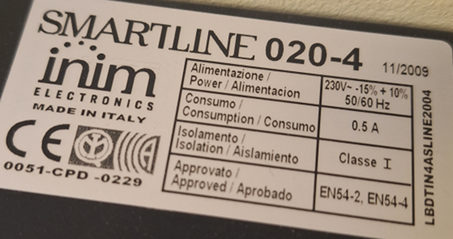 SMARTLINE 020-4 11/2009
inim
ELECTRONICS
MADE IN ITALY
CE
0051-CPD -0229
Alimentazione /
Power / Alimentacion
230V~ -15% + 10%
50/60 Hz
Consumo /
Consumption / Consumo
0.5 A
Isolamento /
Isolation / Aislamiento
Classe I
Approvato /
Approved / Aprobado
EN54-2, EN54-4
LBDTIN4ASLINE2004